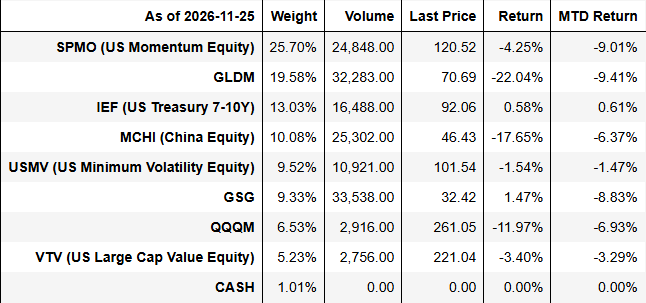 As of 2026-11-25 Weight Volume Last Price Return MTD Return
SPMO (US Momentum Equity) 25.70% 24,848.00 120.52 -4.25% -9.01%
GLDM 19.58% 32,283.00 70.69 -22.04% -9.41%
IEF (US Treasury 7-10Y) 13.03% 16,488.00 92.06 0.58% 0.61%
MCHI (China Equity) 10.08% 25,302.00 46.43 -17.65% -6.37%
USMV (US Minimum Volatility Equity) 9.52% 10,921.00 101.54 -1.54% -1.47%
GSG 9.33% 33,538.00 32.42 1.47% -8.83%
QQQM 6.53% 2,916.00 261.05 -11.97% -6.93%
VTV (US Large Cap Value Equity) 5.23% 2,756.00 221.04 -3.40% -3.29%
CASH 1.01% 0.00 0.00 0.00% 0.00%